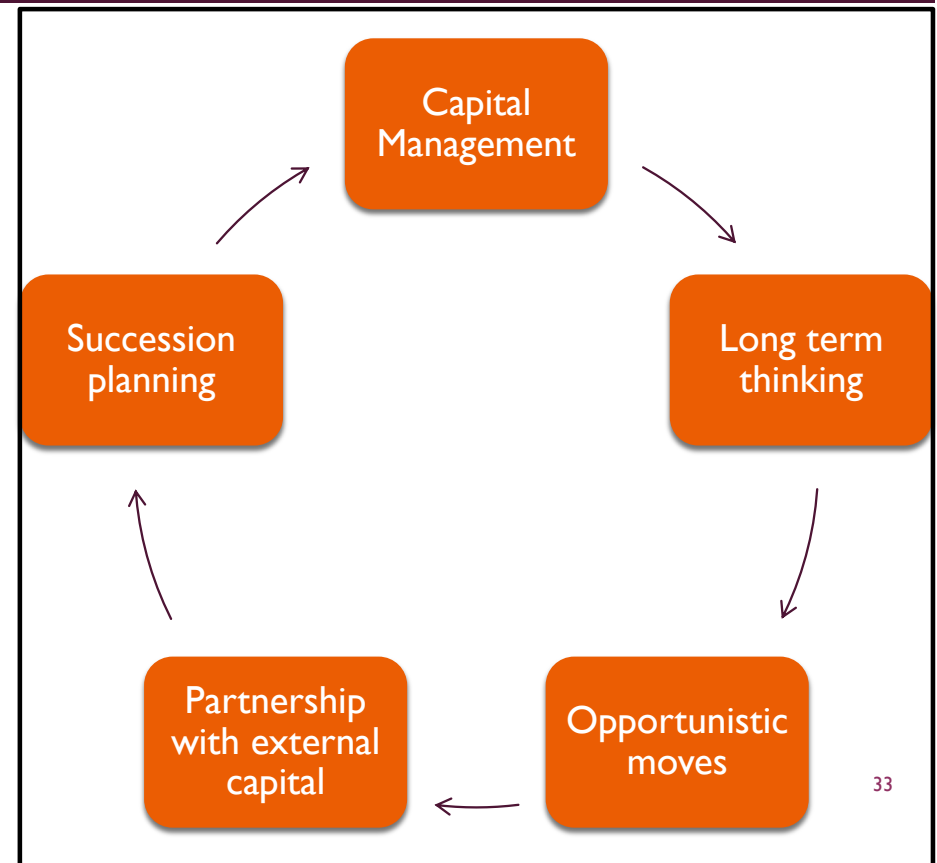 Capital
Management
Long term
thinking
Opportunistic
moves
Partnership
with external
capital
Succession
planning
33